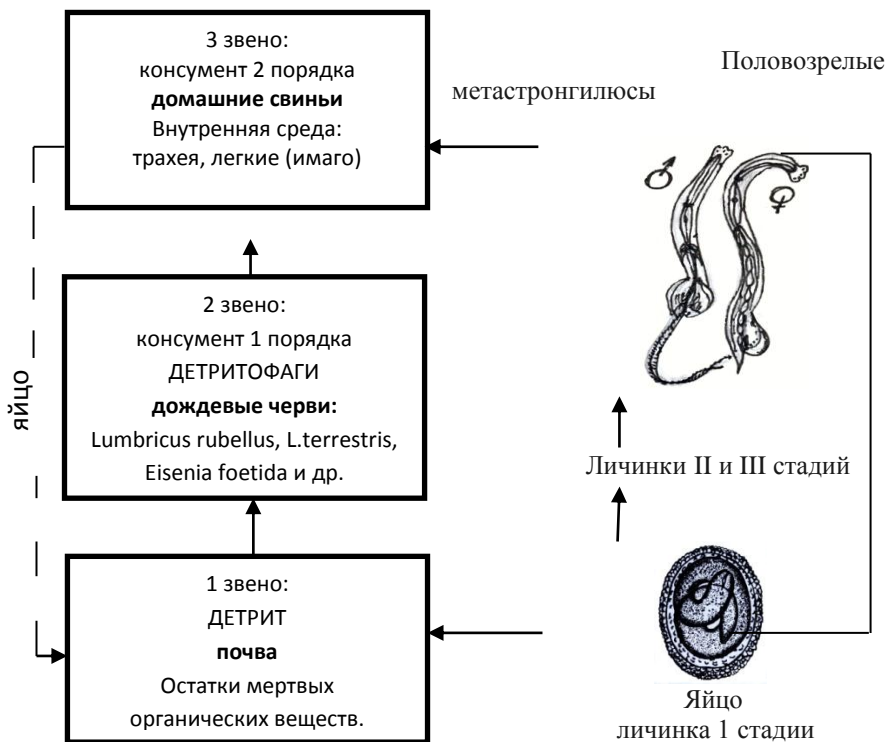 3 звено:
консумент 2 порядка
домашние свиньи
Внутренняя среда:
трахея, легкие (имаго)
Половозрелые
метастронгилюсы
♂
♀
2 звено:
консумент 1 порядка
ДЕТРИТОФАГИ
дождевые черви:
Lumbricus rubellus, L.terrestris,
Eisenia foetida и др.
яйцо
Личинки II и III стадий
1 звено:
ДЕТРИТ
почва
Остатки мертвых
органических веществ.
Яйцо
личинка 1 стадии